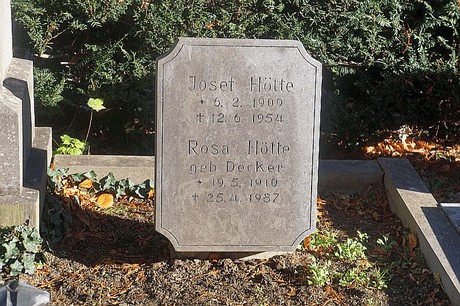 Josef Hötte
* 6. 2. 1909
† 12. 6. 1954
Rosa Hötte
geb Decker
* 19. 5. 1910
† 25. 4. 1987